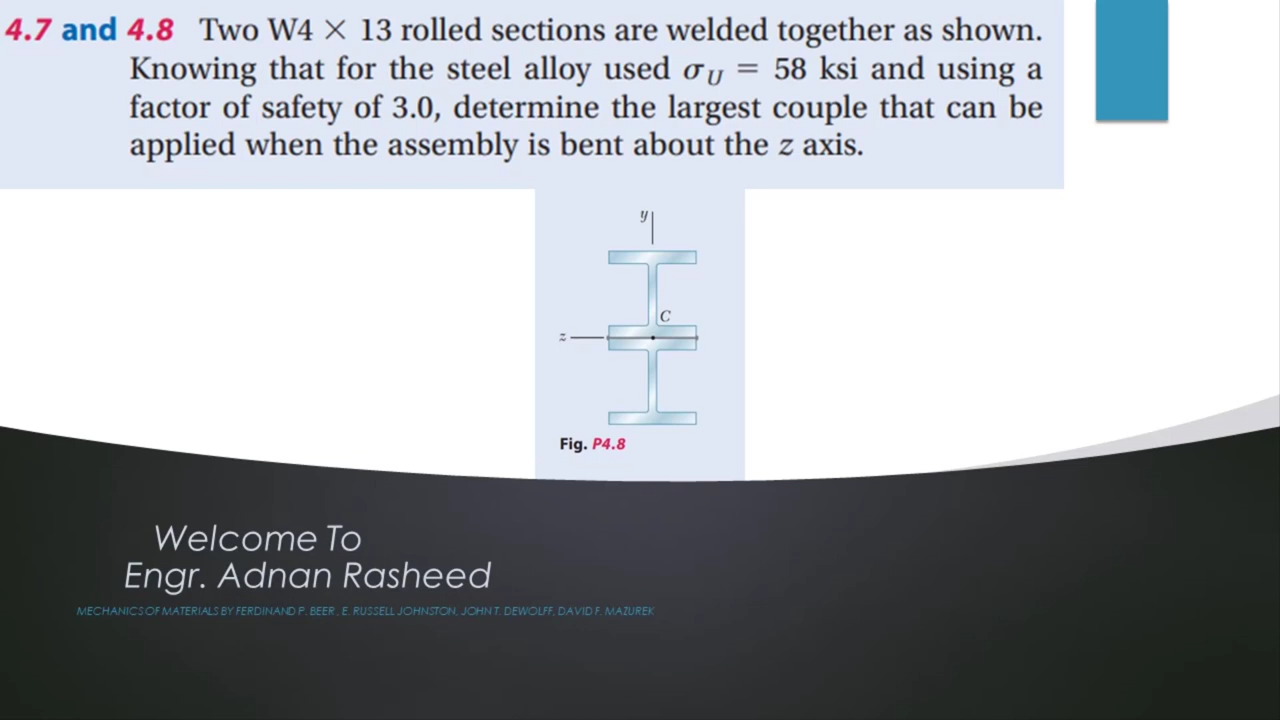 4.7 and 4.8 Two W4 × 13 rolled sections are welded together as shown.
Knowing that for the steel alloy used σU = 58 ksi and using a
factor of safety of 3.0, determine the largest couple that can be
applied when the assembly is bent about the z axis.
y
C
z
Fig. P4.8
Welcome To
Engr. Adnan Rasheed
MECHANICS OF MATERIALS BY FERDINAND P. BEER , E. RUSSELL JOHNSTON, JOHN T. DEWOLFF, DAVID F. MAZUREK